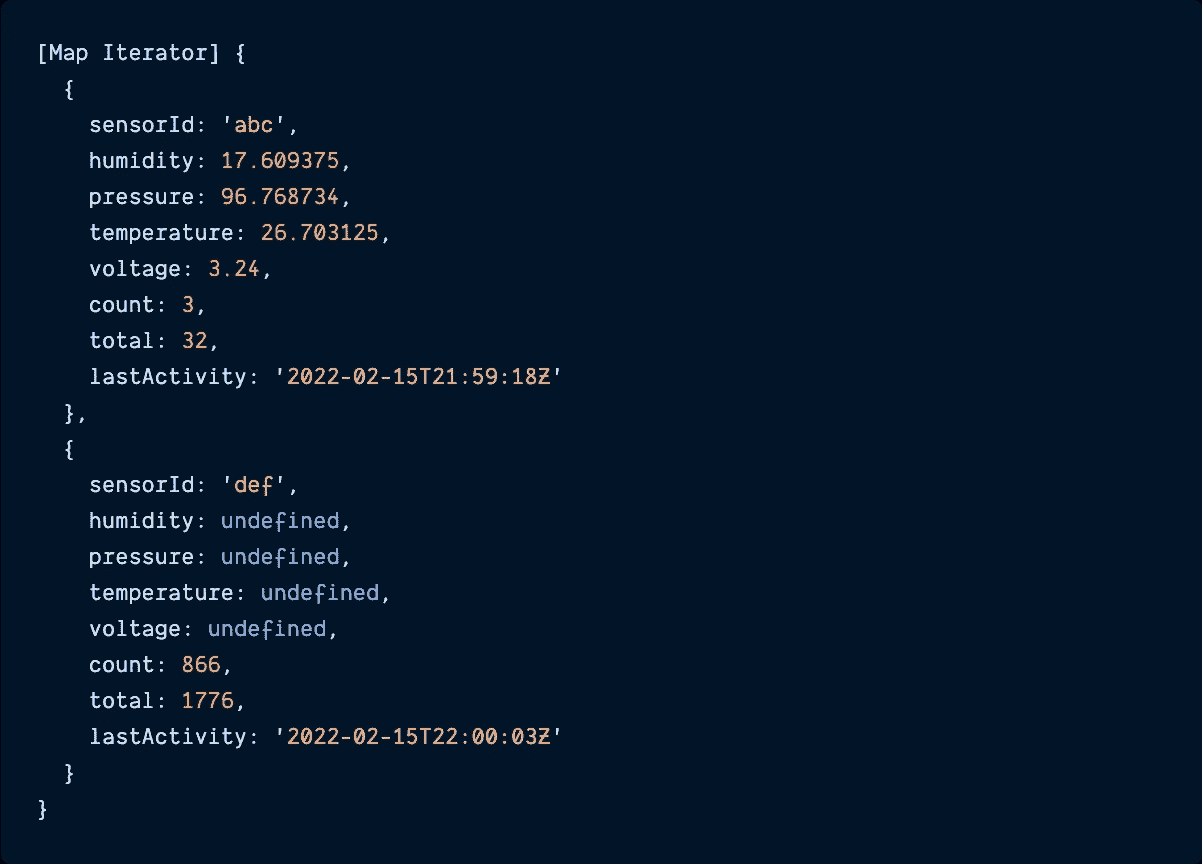 [Map Iterator] {
  {
    sensorId: 'abc',
    humidity: 17.609375,
    pressure: 96.768734,
    temperature: 26.703125,
    voltage: 3.24,
    count: 3,
    total: 32,
    lastActivity: '2022-02-15T21:59:18Z'
  },
  {
    sensorId: 'def',
    humidity: undefined,
    pressure: undefined,
    temperature: undefined,
    voltage: undefined,
    count: 866,
    total: 1776,
    lastActivity: '2022-02-15T22:00:03Z'
  }
}